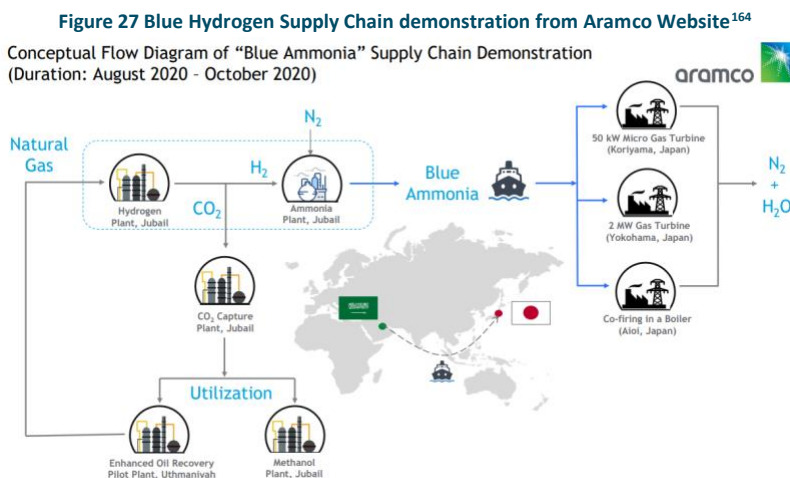 Figure 27 Blue Hydrogen Supply Chain demonstration from Aramco Website164
Conceptual Flow Diagram of “Blue Ammonia” Supply Chain Demonstration
(Duration: August 2020 – October 2020)
aramco
Natural
Gas
Hydrogen
Plant, Jubail
CO2
H2
N2
Ammonia
Plant, Jubail
Blue
Ammonia
50 kW Micro Gas Turbine
(Koriyama, Japan)
2 MW Gas Turbine
(Yokohama, Japan)
Co-firing in a Boiler
(Aioi, Japan)
N2
+
H2O
CO2 Capture
Plant, Jubail
Utilization
Enhanced Oil Recovery
Pilot Plant, Uthmaniyah
Methanol
Plant, Jubail